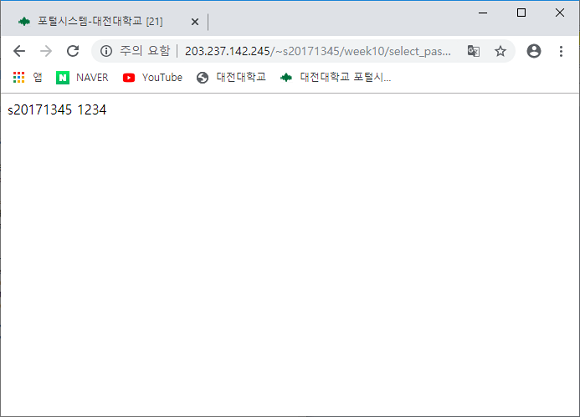 포털시스템-대전대학교 [21]
주의 요함 203.237.142.245/~s20171345/week10/select_pas...
앱 NAVER YouTube 대전대학교 대전대학교 포털시...
s20171345 1234